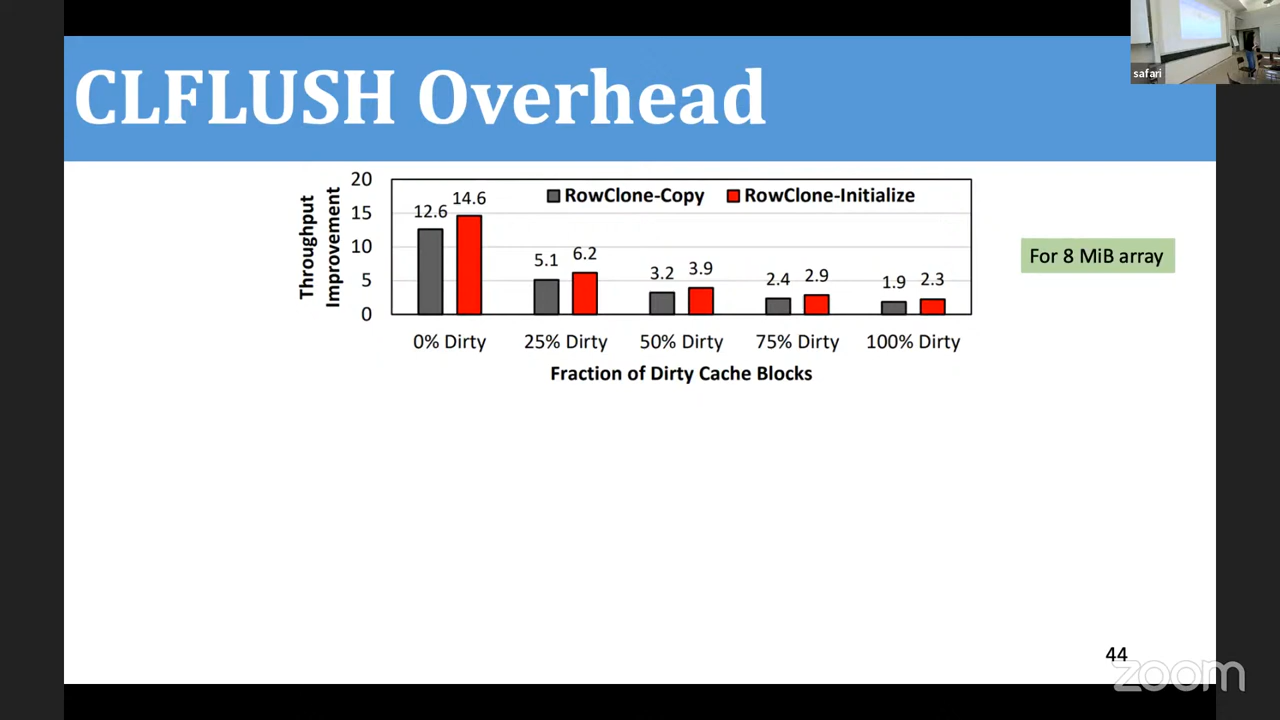 safari
CLFLUSH Overhead
Throughput
Improvement
20
15
10
5
0
RowClone-Copy
RowClone-Initialize
12.6
14.6
5.1
6.2
3.2
3.9
2.4
2.9
1.9
2.3
0% Dirty
25% Dirty
50% Dirty
75% Dirty
100% Dirty
Fraction of Dirty Cache Blocks
For 8 MiB array
44
zoom